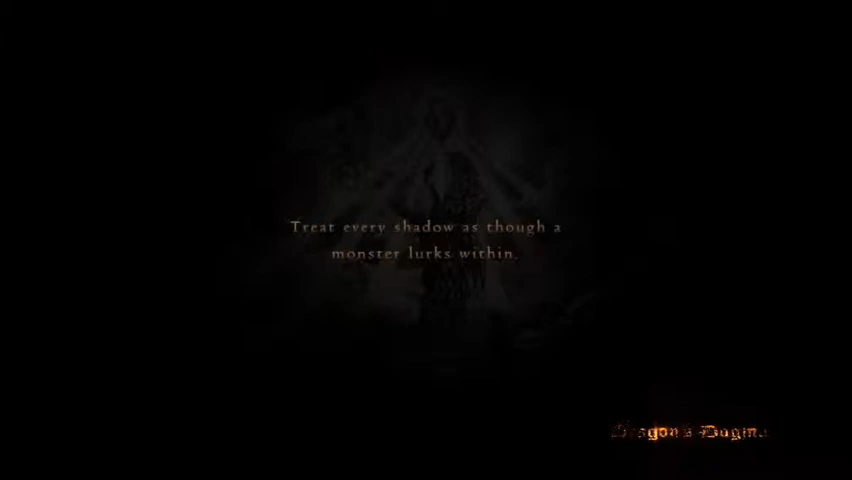 Treat every shadow as though a
monster lurks within.
Dragon's Dogma